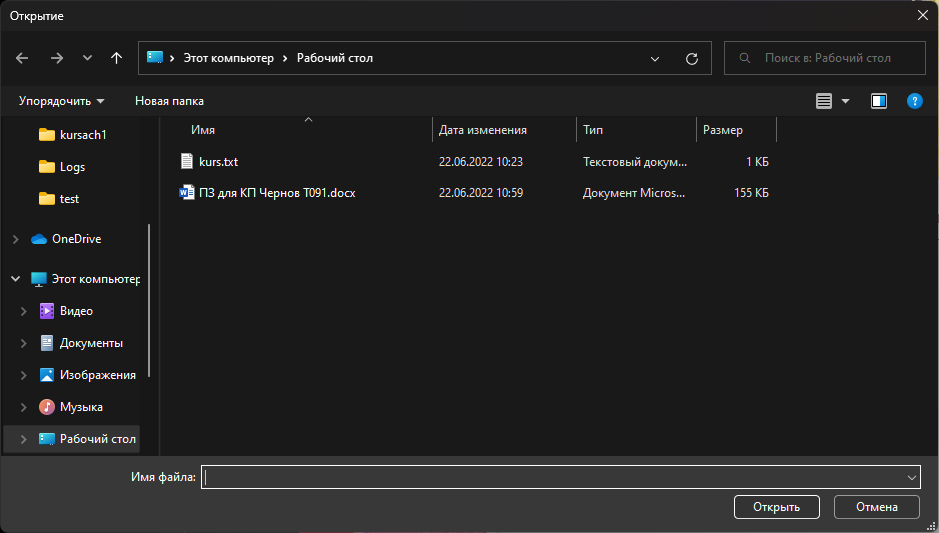 Открытие
Этот компьютер Рабочий стол
Поиск в: Рабочий стол
Упорядочить Новая папка
Имя Дата изменения Тип Размер
kurs.txt 22.06.2022 10:23 Текстовый докум... 1 КБ
ПЗ для КП Чернов Т091.docx 22.06.2022 10:59 Документ Micros... 155 КБ
kursach1
Logs
test
OneDrive
Этот компьютер
Видео
Документы
Изображения
Музыка
Рабочий стол
Имя файла:
Открыть Отмена